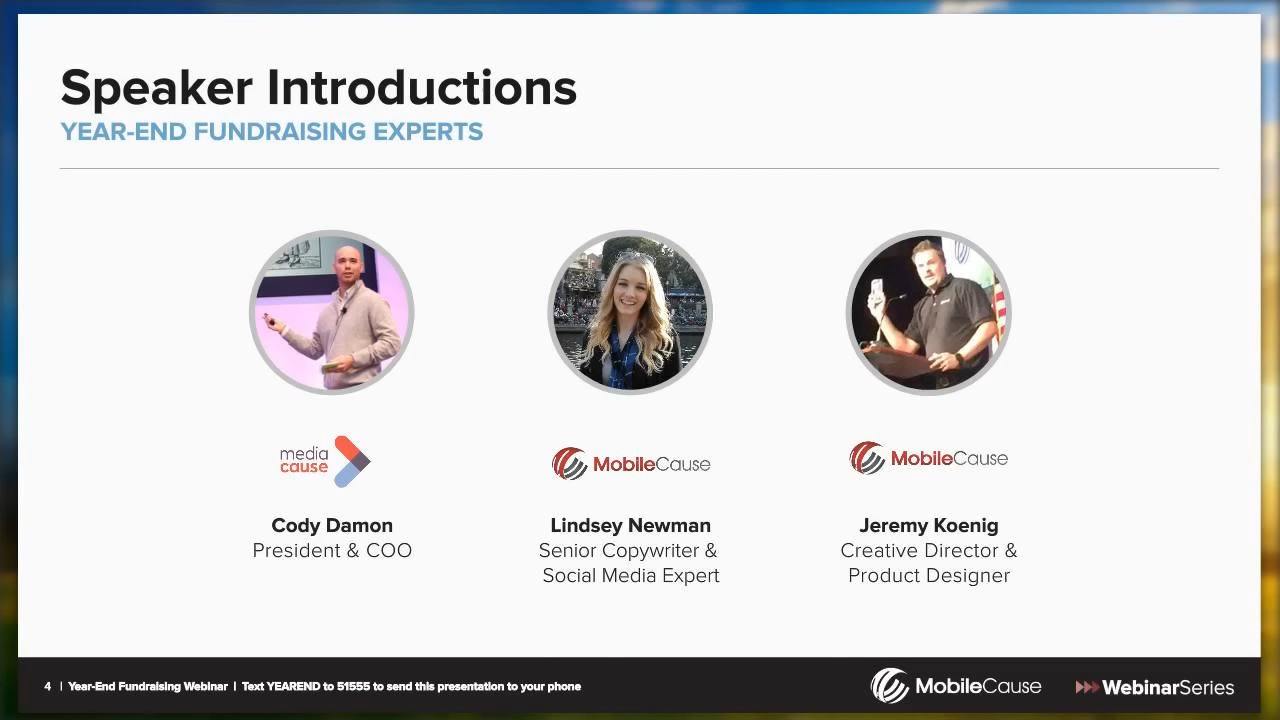 Speaker Introductions
YEAR-END FUNDRAISING EXPERTS
media
cause
MobileCause
MobileCause
Cody Damon
President & COO
Lindsey Newman
Senior Copywriter &
Social Media Expert
Jeremy Koenig
Creative Director &
Product Designer
4 | Year-End Fundraising Webinar | Text YEAREND to 51555 to send this presentation to your phone
MobileCause
WebinarSeries